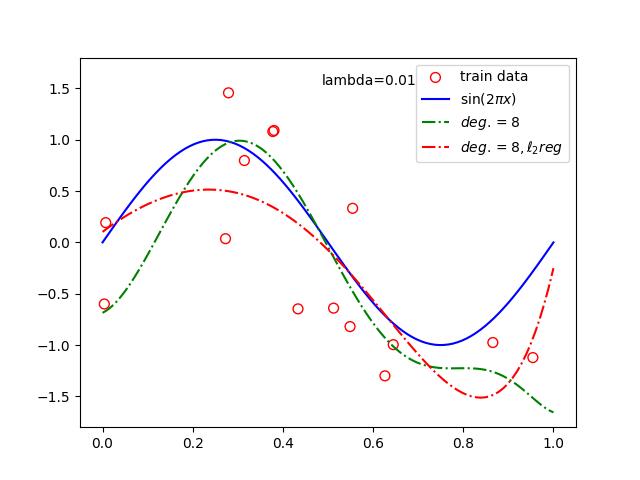 lambda=0.01
train data
sin(2πx)
deg. = 8
deg. = 8, ℓ₂reg
1.5
1.0
0.5
0.0
−0.5
−1.0
−1.5
0.0 0.2 0.4 0.6 0.8 1.0